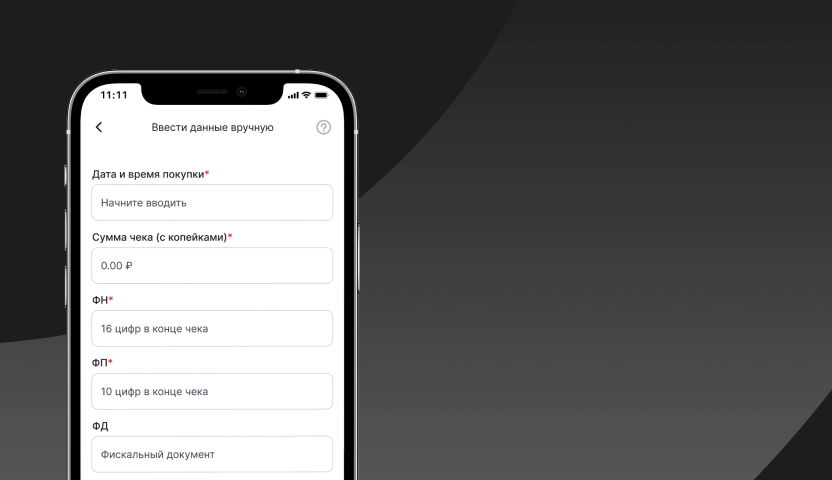 11:11
Ввести данные вручную
Дата и время покупки*
Начните вводить
Сумма чека (с копейками)*
0.00 ₽
ФН*
16 цифр в конце чека
ФП*
10 цифр в конце чека
ФД
Фискальный документ